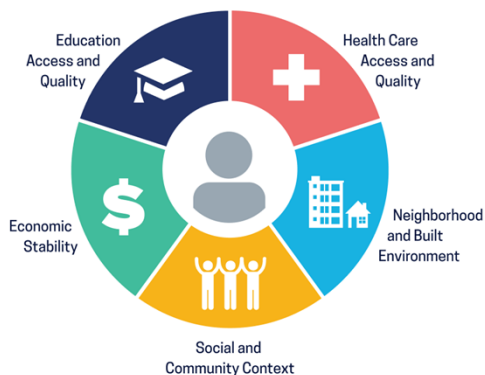 Education
Access and
Quality
Health Care
Access and
Quality
Economic
Stability
$
Neighborhood
and Built
Environment
Social and
Community Context